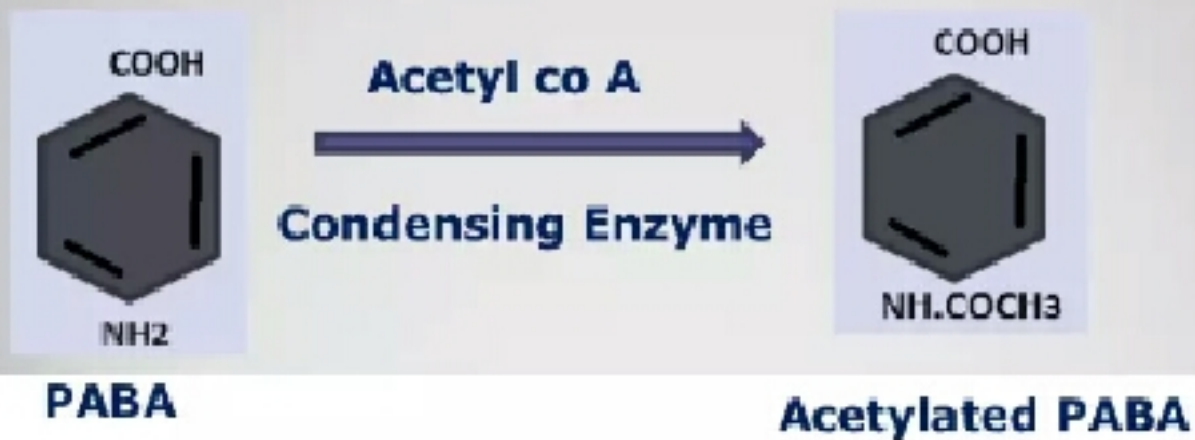 COOH
NH2
PABA
Acetyl co A
Condensing Enzyme
COOH
NH.COCH3
Acetylated PABA